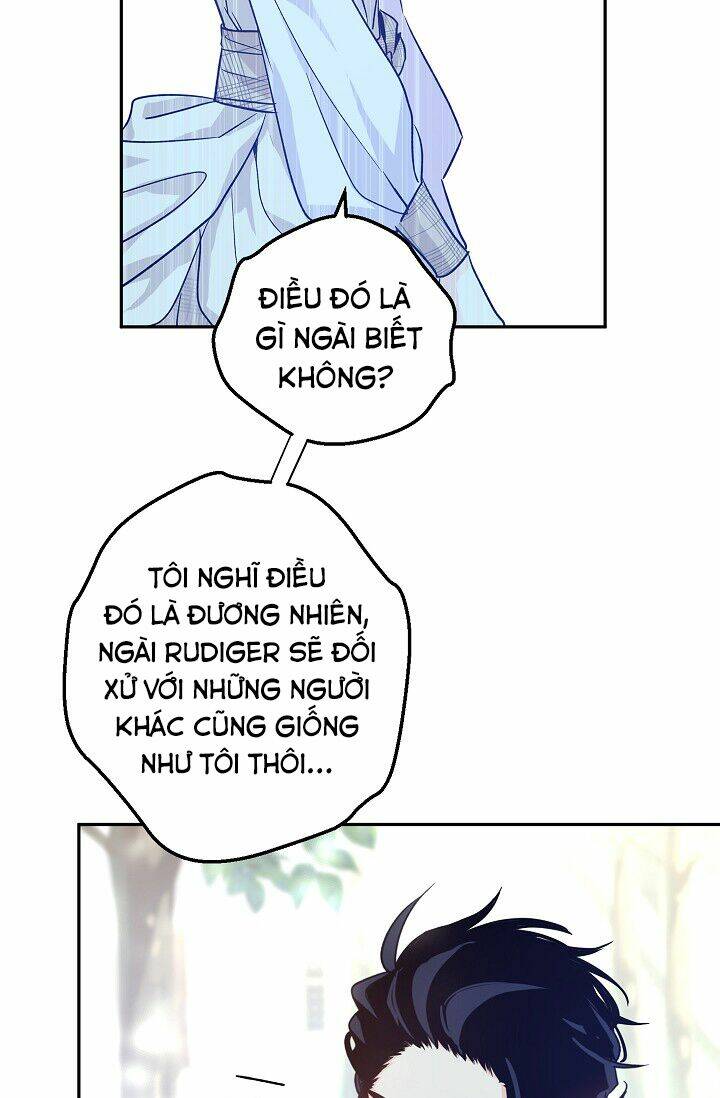 ĐIỀU ĐÓ LÀ
GÌ NGÀI BIẾT
KHÔNG?
TÔI NGHĨ ĐIỀU
ĐÓ LÀ ĐƯƠNG NHIÊN,
NGÀI RUDIGER SẼ ĐỐI
XỬ VỚI NHỮNG NGƯỜI
KHÁC CŨNG GIỐNG
NHƯ TÔI THÔI...